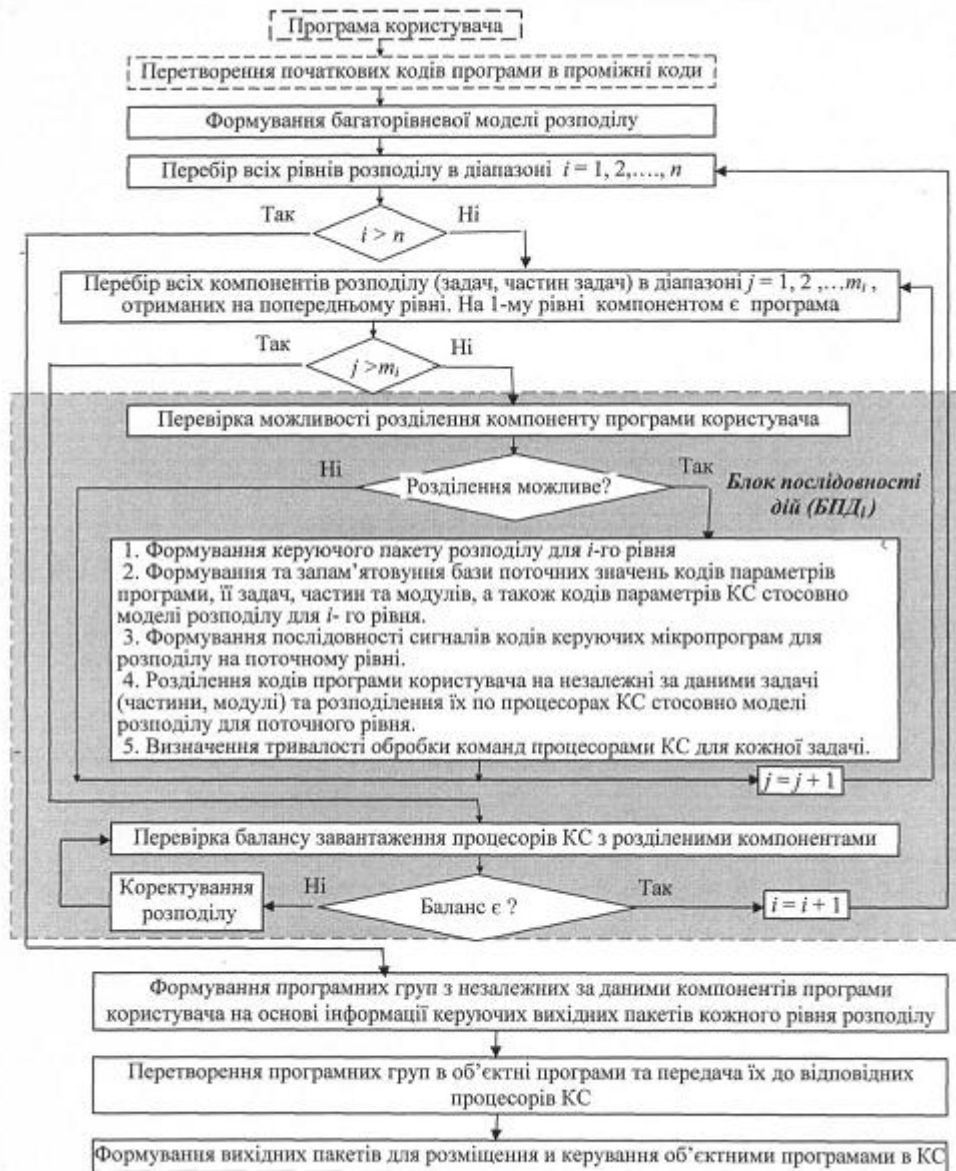 Програма користувача
Перетворення початкових кодів програми в проміжні коди
Формування багаторівневої моделі розподілу
Перебір всіх рівнів розподілу в діапазоні i = 1, 2,...., n
Так
Ні
i > n
Перебір всіх компонентів розподілу (задач, частин задач) в діапазоні j = 1, 2 ,...mᵢ ,
отриманих на попередньому рівні. На 1-му рівні компонентом є програма
Так
Ні
j >mᵢ
Перевірка можливості розділення компоненту програми користувача
Ні
Так
Розділення можливе?
Блок послідовності
дій (БПД₁)
1. Формування керуючого пакету розподілу для i-го рівня
2. Формування та запам’ятовуння бази поточних значень кодів параметрів
програми, її задач, частин та модулів, а також кодів параметрів КС стосовно
моделі розподілу для i- го рівня.
3. Формування послідовності сигналів кодів керуючих мікропрограм для
розподілу на поточному рівні.
4. Розділення кодів програми користувача на незалежні за даними задачі
(частини, модулі) та розподілення їх по процесорах КС стосовно моделі
розподілу для поточного рівня.
5. Визначення тривалості обробки команд процесорами КС для кожної задачі.
j = j + 1
Перевірка балансу завантаження процесорів КС з розділеними компонентами
Коректування
розподілу
Ні
Баланс є ?
Так
i = i + 1
Формування програмних груп з незалежних за даними компонентів програми
користувача на основі інформації керуючих вихідних пакетів кожного рівня розподілу
Перетворення програмних груп в об’єктні програми та передача їх до відповідних
процесорів КС
Формування вихідних пакетів для розміщення и керування об’єктними програмами в КС